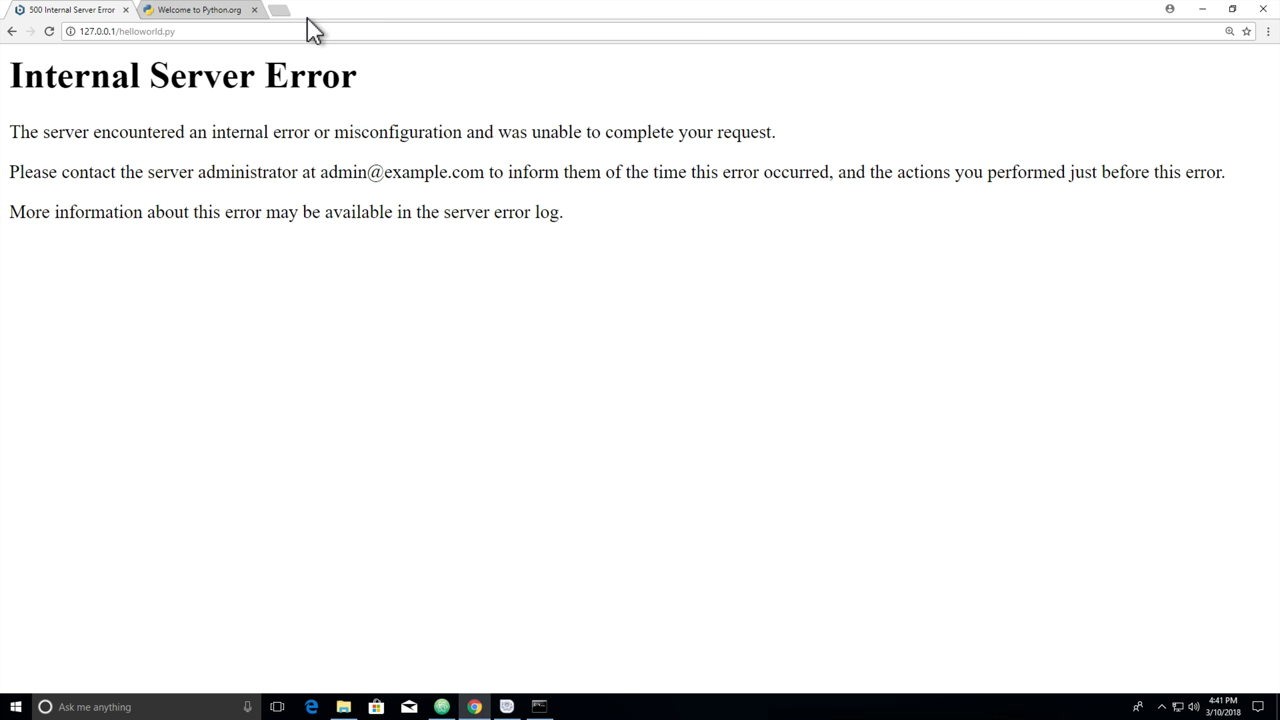 500 Internal Server Error
Welcome to Python.org
127.0.0.1/helloworld.py
Internal Server Error
The server encountered an internal error or misconfiguration and was unable to complete your request.
Please contact the server administrator at admin@example.com to inform them of the time this error occurred, and the actions you performed just before this error.
More information about this error may be available in the server error log.
Ask me anything
4:41 PM
3/10/2018